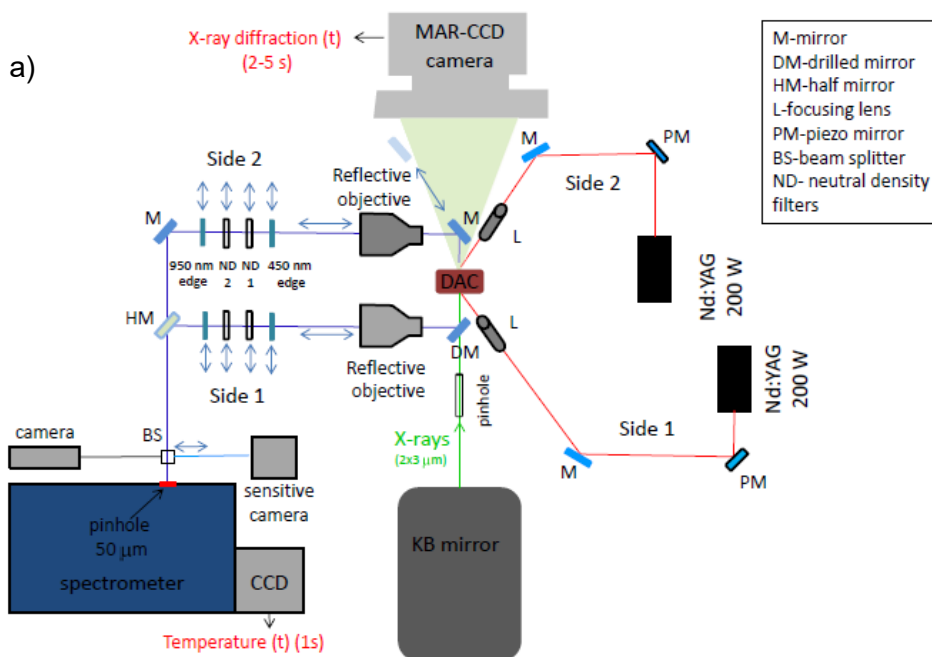 a)
X-ray diffraction (t)
(2-5 s)
MAR-CCD
camera
M-mirror
DM-drilled mirror
HM-half mirror
L-focusing lens
PM-piezo mirror
BS-beam splitter
ND- neutral density
filters
M
PM
Side 2
Side 2
Reflective
objective
M
M
L
950 nm
edge
ND
2
ND
1
450 nm
edge
DAC
Nd:YAG
200 W
HM
L
DM
Reflective
objective
Side 1
pinhole
Nd:YAG
200 W
Side 1
X-rays
(2x3 μm)
M
PM
camera
BS
sensitive
camera
pinhole
50 μm
spectrometer
CCD
KB mirror
Temperature (t) (1s)